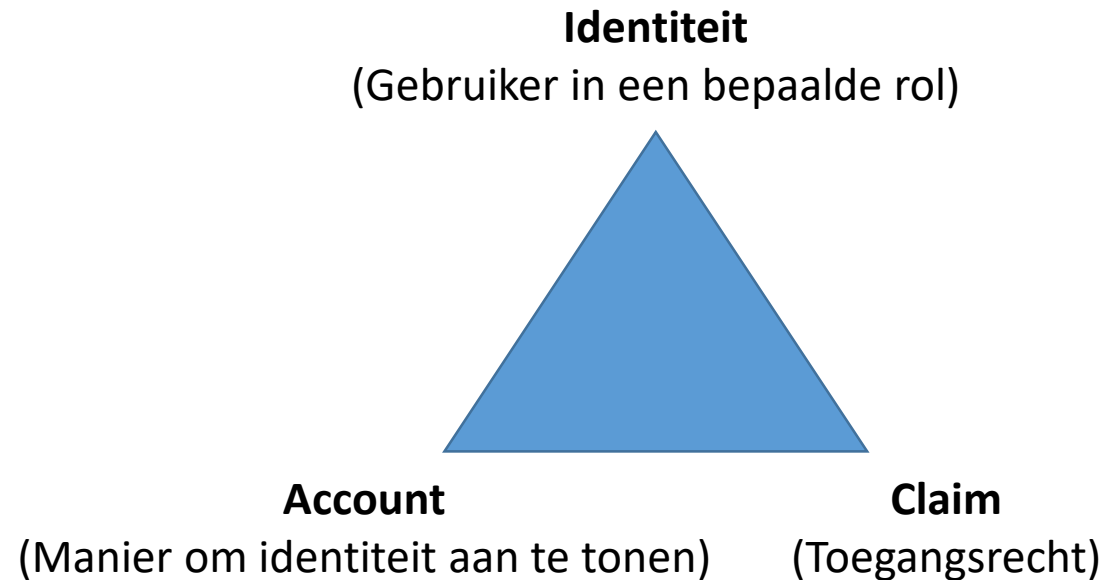 Identiteit
(Gebruiker in een bepaalde rol)
Account
(Manier om identiteit aan te tonen)
Claim
(Toegangsrecht)